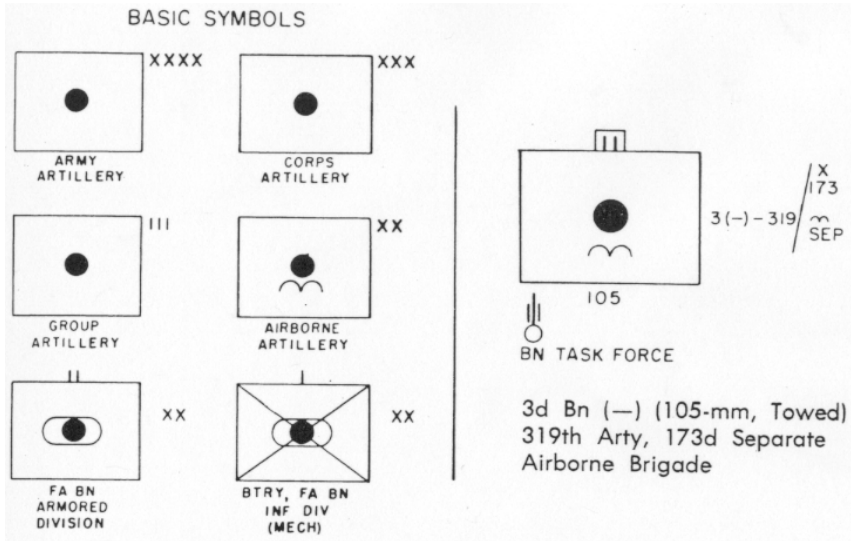 BASIC SYMBOLS
XXXX
ARMY
ARTILLERY
XXX
CORPS
ARTILLERY
III
GROUP
ARTILLERY
XX
AIRBORNE
ARTILLERY
II
XX
FA BN
ARMORED
DIVISION
I
XX
BTRY, FA BN
INF DIV
(MECH)
II
3(-)-319/
X
173
SEP
105
BN TASK FORCE
3d Bn (—) (105-mm, Towed)
319th Arty, 173d Separate
Airborne Brigade